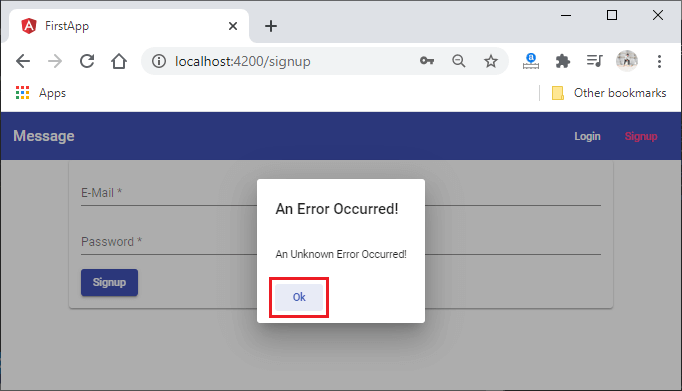 FirstApp
localhost:4200/signup
Apps
Other bookmarks
Message
Login
Signup
E-Mail *
Password *
Signup
An Error Occurred!
An Unknown Error Occurred!
Ok